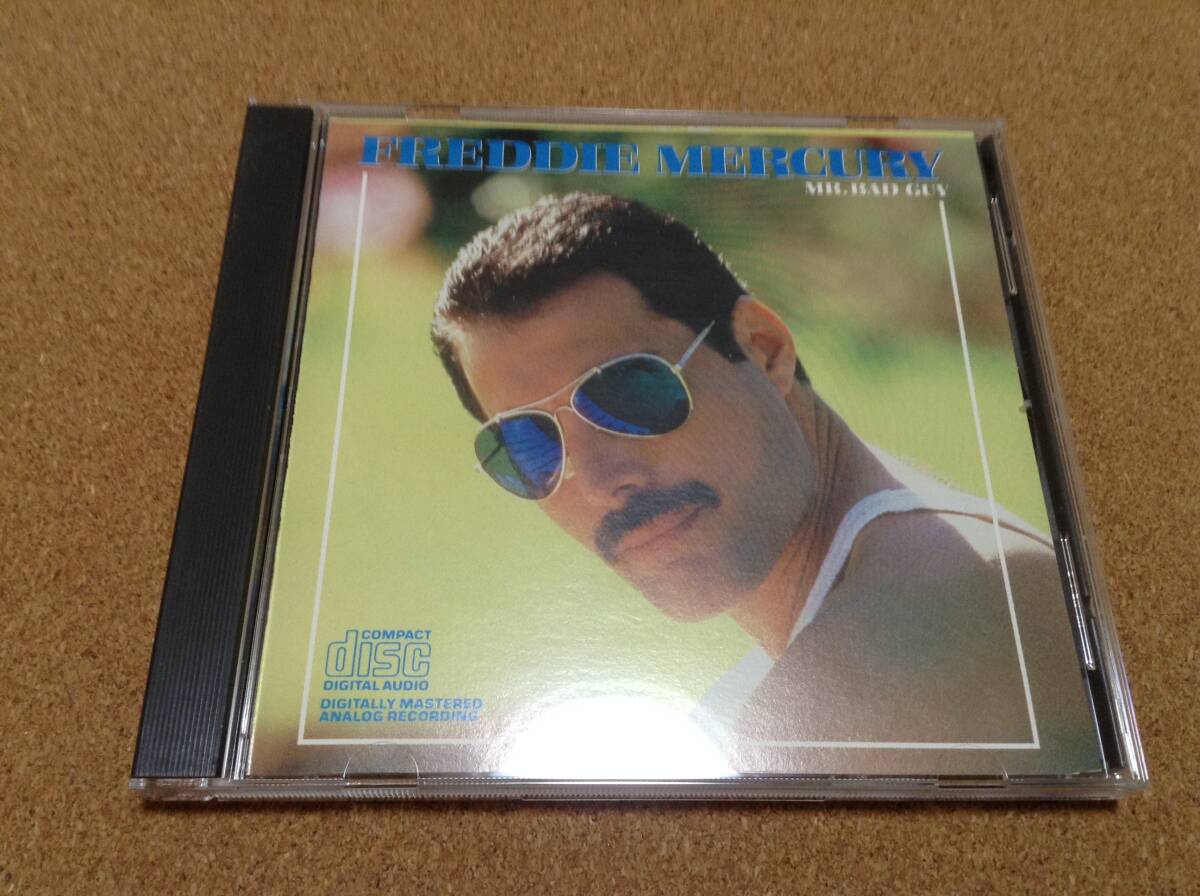 FREDDIE MERCURY
MR. BAD GUY
COMPACT
disc
DIGITAL AUDIO
DIGITALLY MASTERED
ANALOG RECORDING